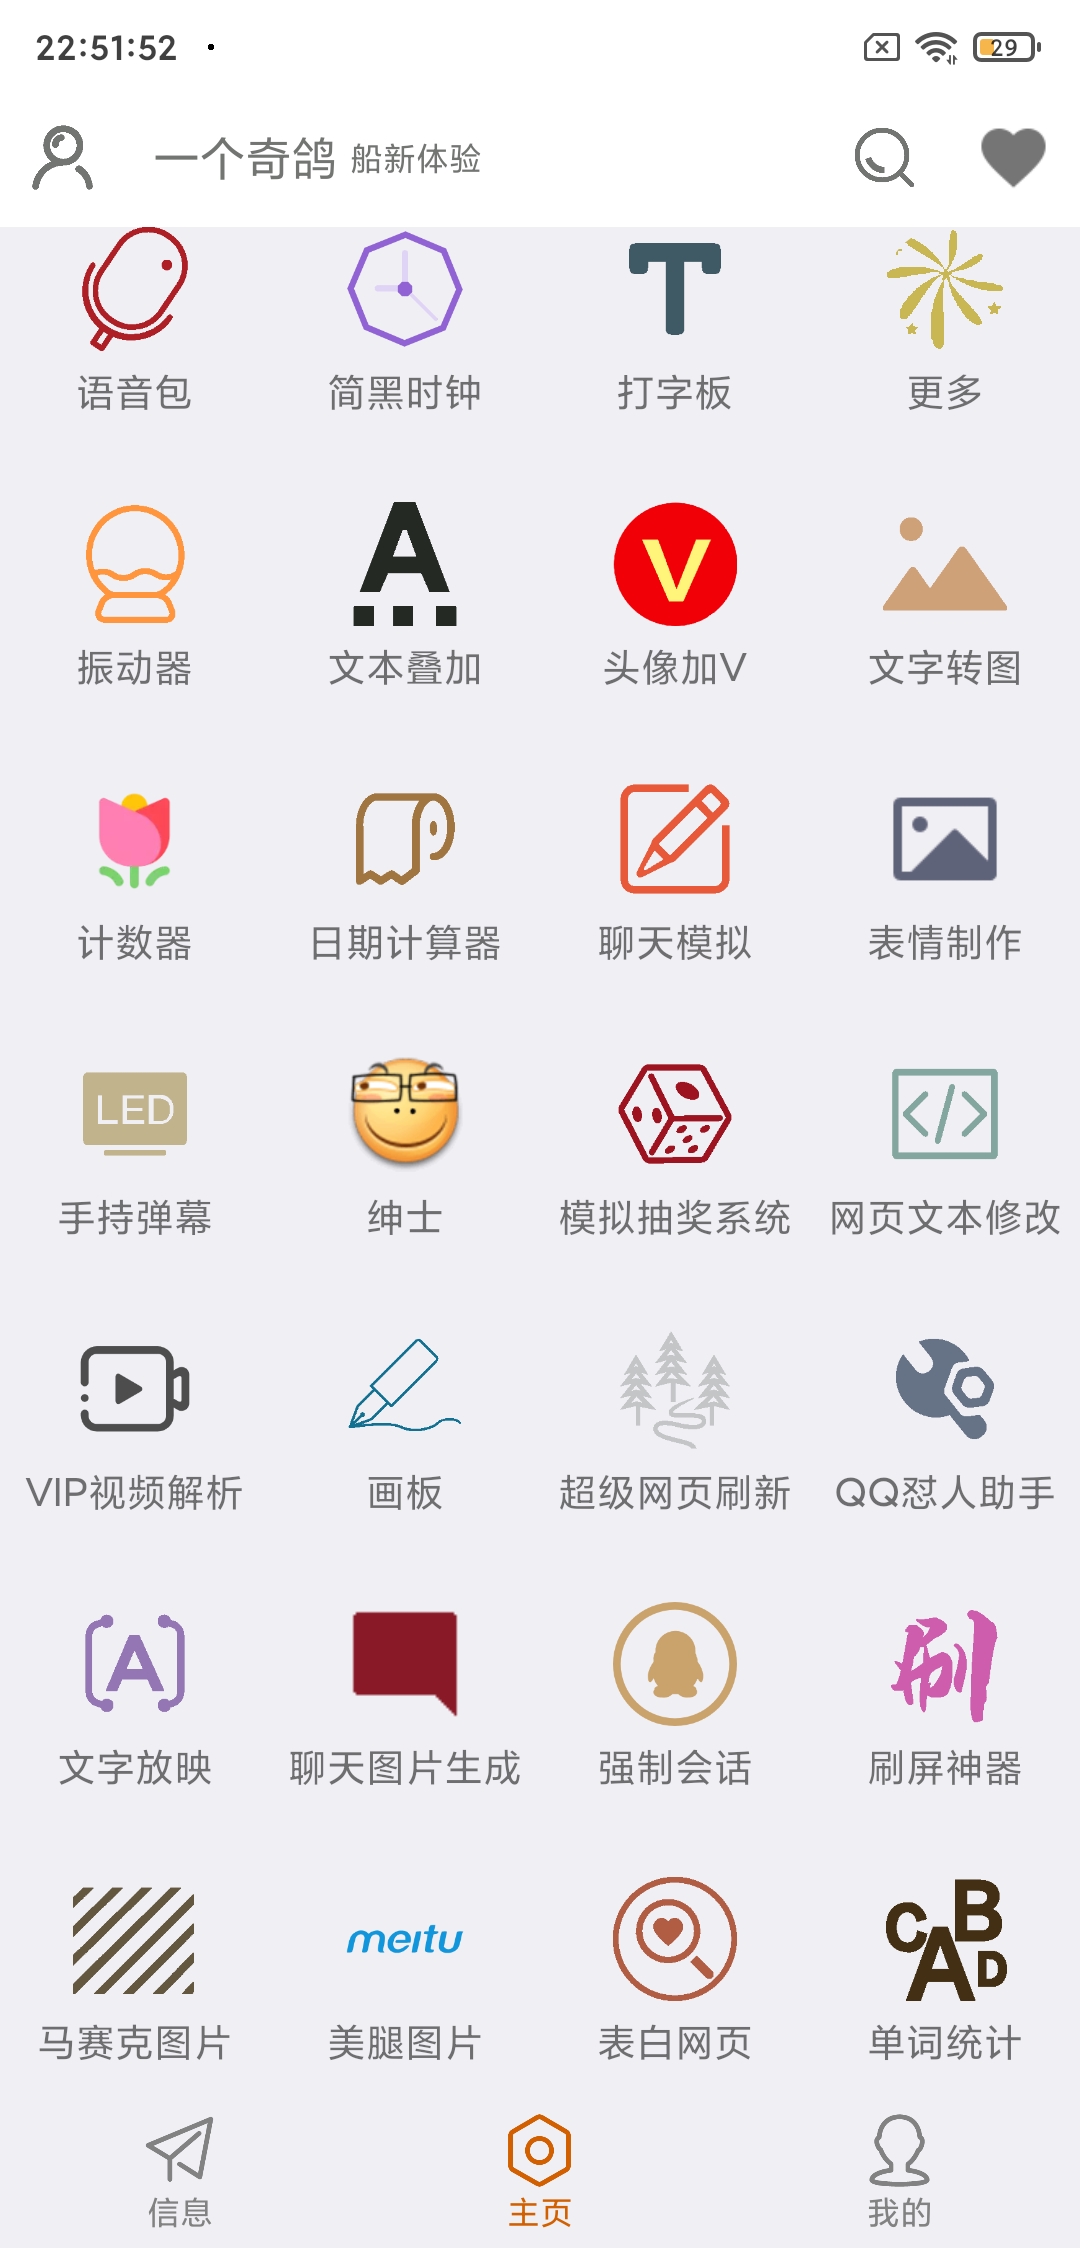 22:51:52
29
一个奇鸽 船新体验
语音包 简黑时钟 打字板 更多
振动器 文本叠加 头像加V 文字转图
计数器 日期计算器 聊天模拟 表情制作
LED
手持弹幕 绅士 模拟抽奖系统 网页文本修改
VIP视频解析 画板 超级网页刷新 QQ怼人助手
A 刷
文字放映 聊天图片生成 强制会话 刷屏神器
meitu CABD
马赛克图片 美腿图片 表白网页 单词统计
信息 主页 我的